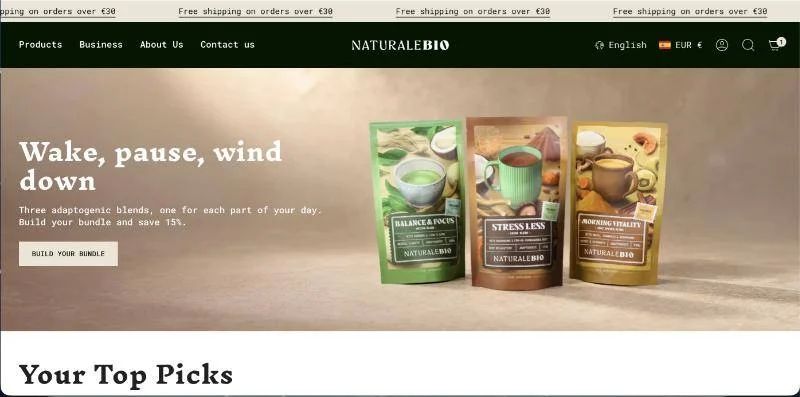 pping on orders over €30 Free shipping on orders over €30 Free shipping on orders over €30 Free shipping on orders over €30
Products Business About Us Contact us NATURALEBIO English EUR € 1
Wake, pause, wind
down
Three adaptogenic blends, one for each part of your day.
Build your bundle and save 15%.
BUILD YOUR BUNDLE
BALANCE & FOCUS
NATURALEBIO
STRESS LESS
NATURALEBIO
MORNING VITALITY
NATURALEBIO
Your Top Picks